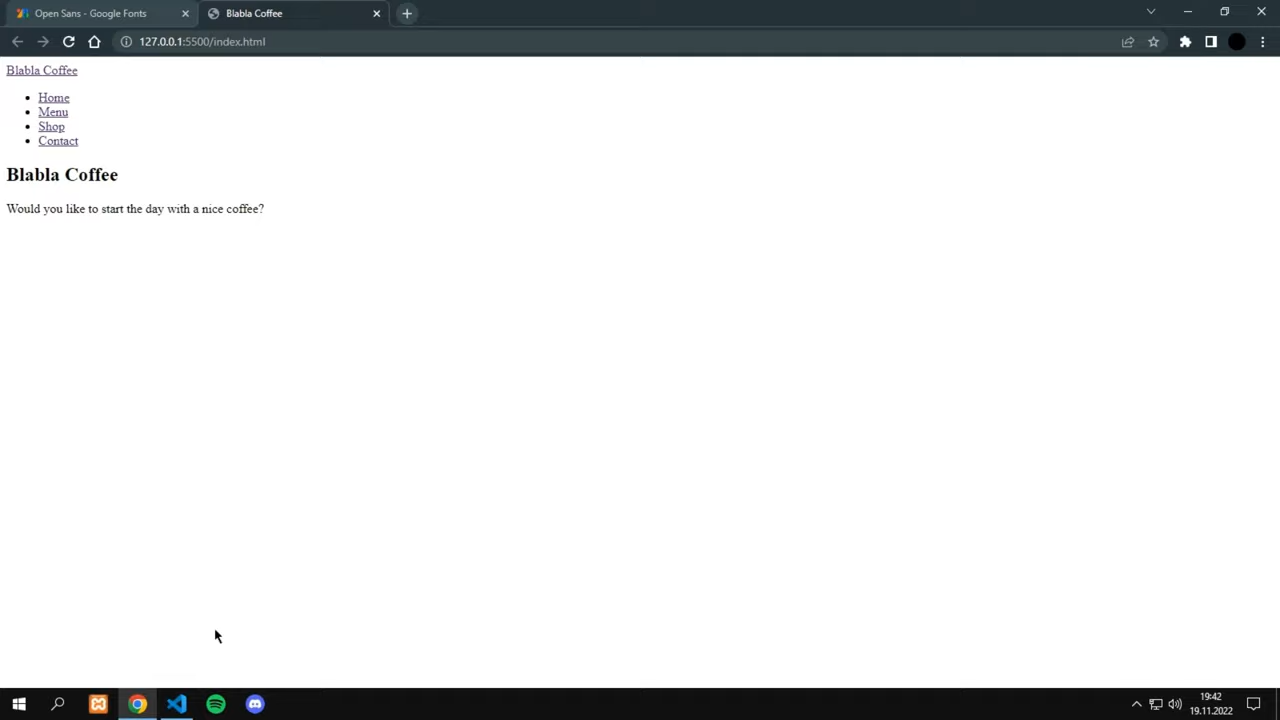 Open Sans - Google Fonts
Blabla Coffee
127.0.0.1:5500/index.html
Blabla Coffee
Home
Menu
Shop
Contact
Blabla Coffee
Would you like to start the day with a nice coffee?
19:42
19.11.2022